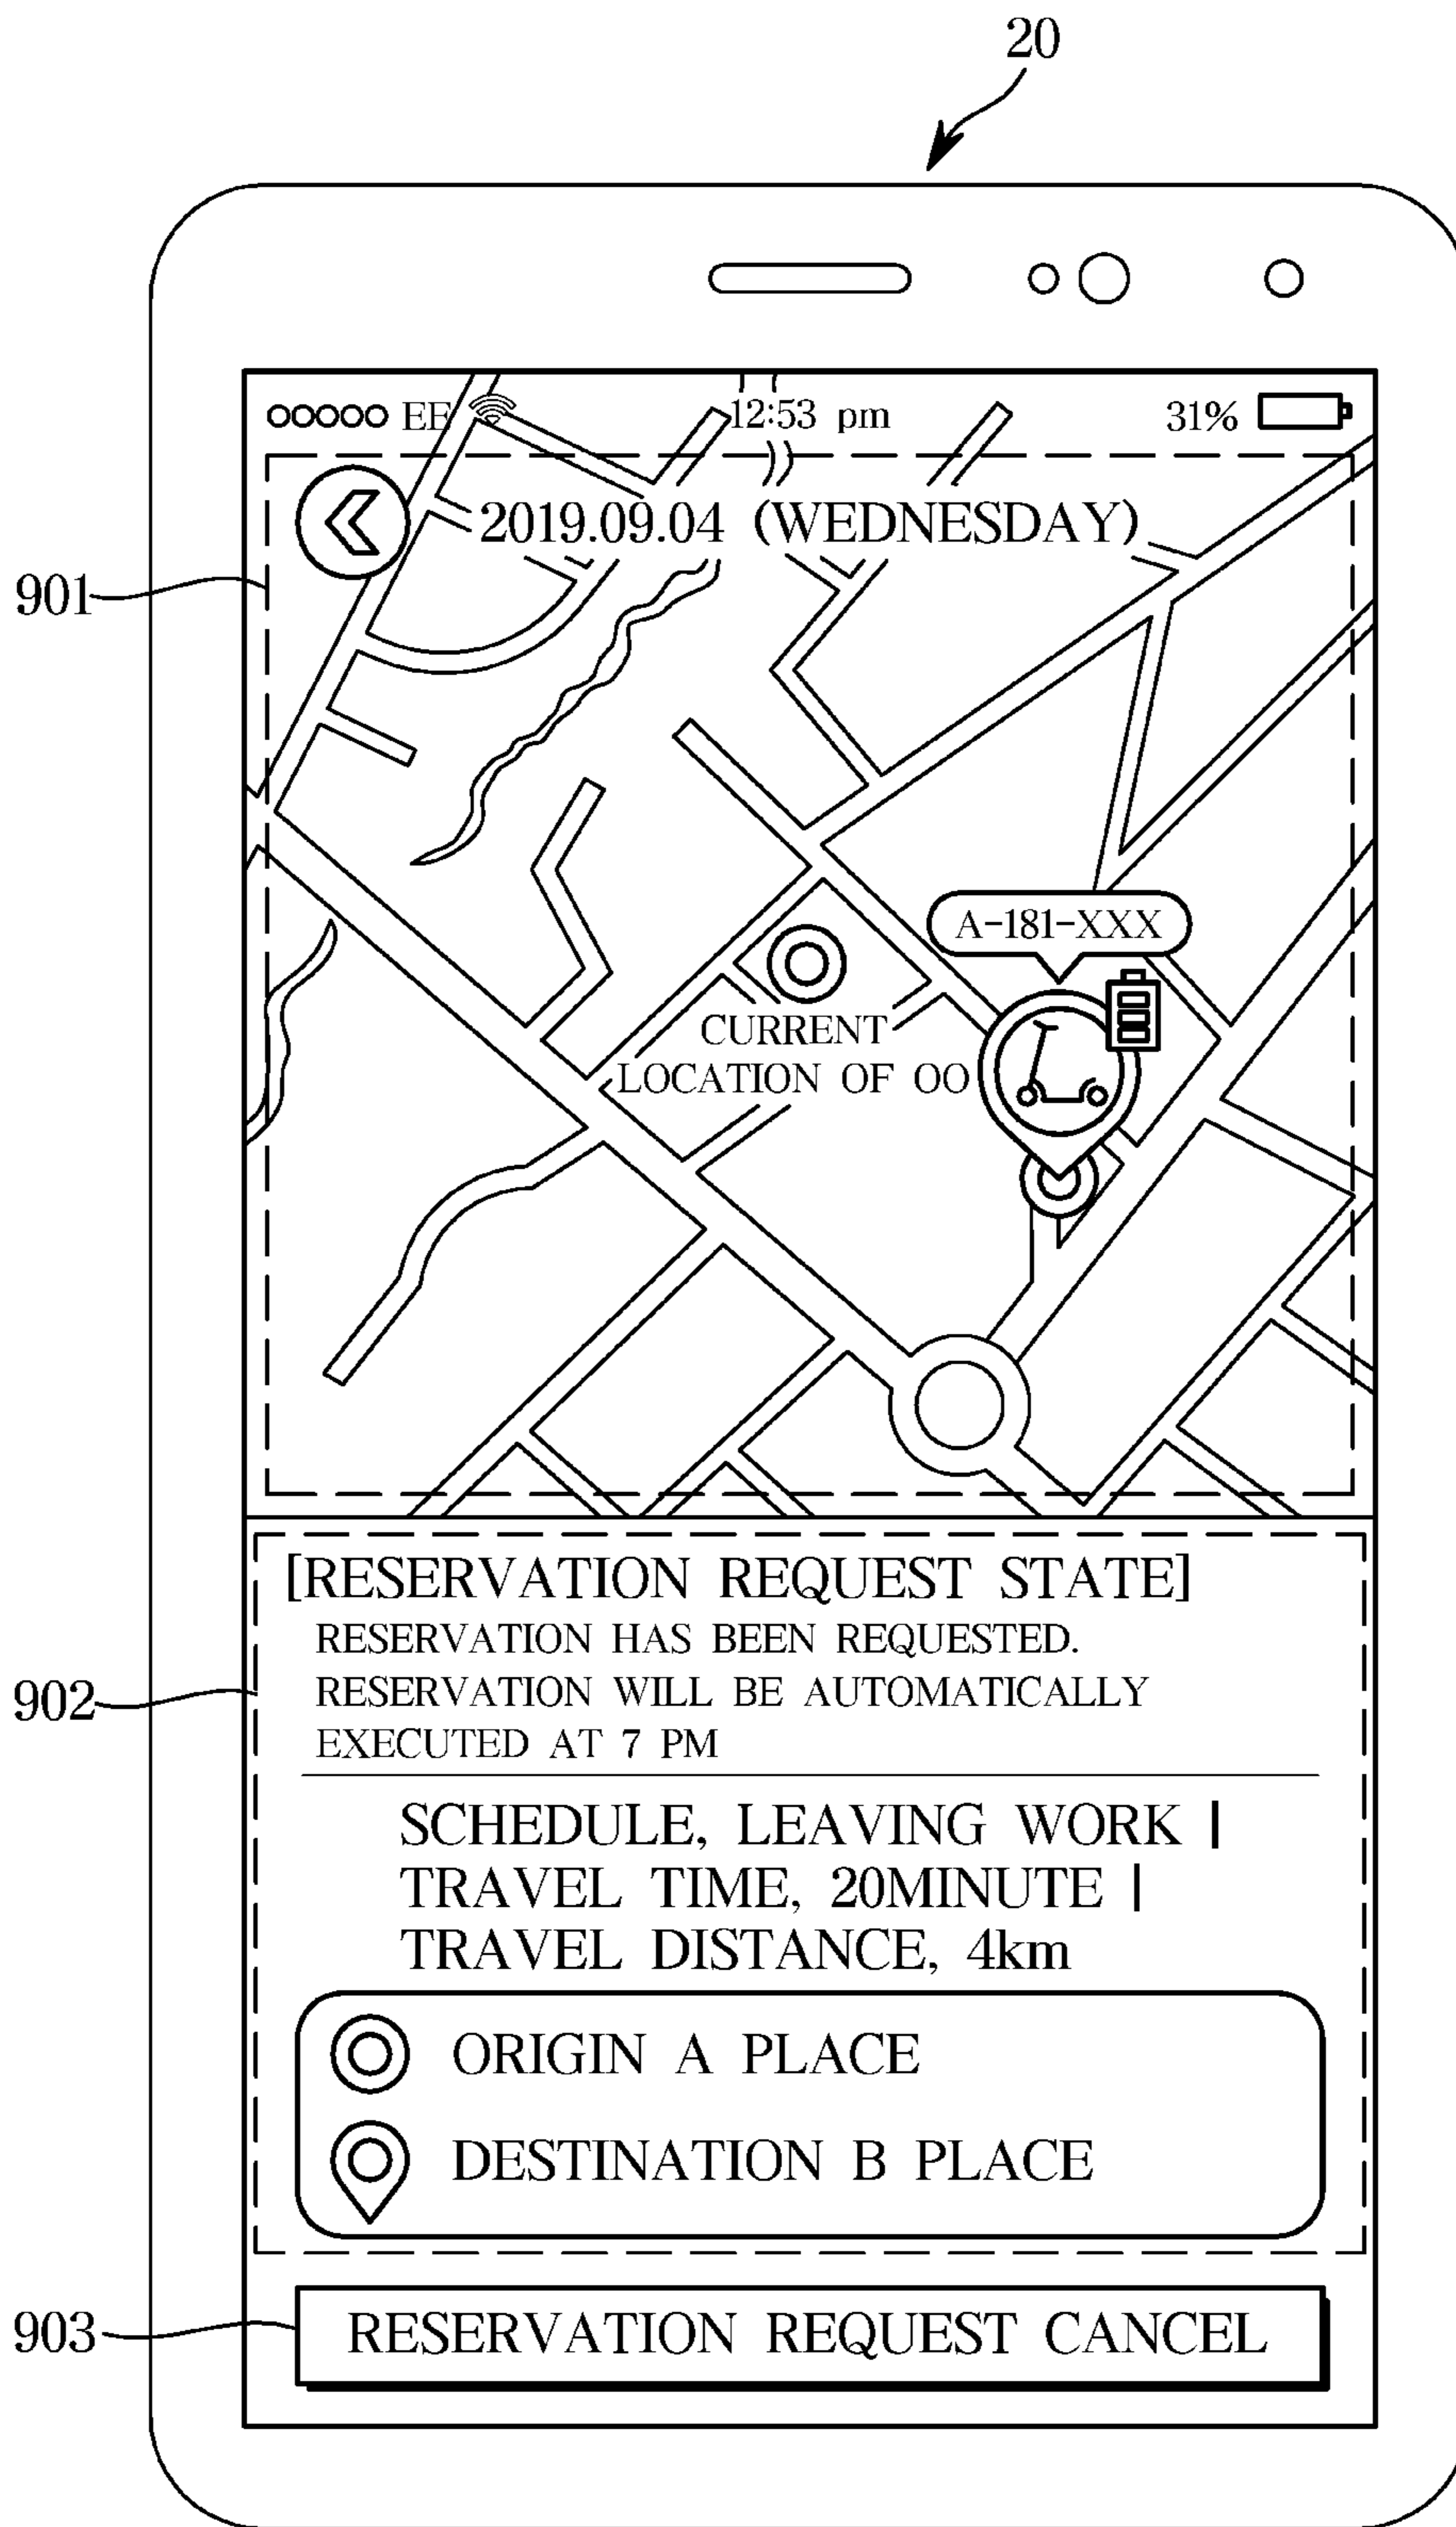 20
EE 12:53 pm 31%
2019.09.04 (WEDNESDAY)
901
A-181-XXX
CURRENT
LOCATION OF OO
[RESERVATION REQUEST STATE]
RESERVATION HAS BEEN REQUESTED.
902
RESERVATION WILL BE AUTOMATICALLY
EXECUTED AT 7 PM
SCHEDULE, LEAVING WORK |
TRAVEL TIME, 20MINUTE |
TRAVEL DISTANCE, 4km
ORIGIN A PLACE
DESTINATION B PLACE
903
RESERVATION REQUEST CANCEL